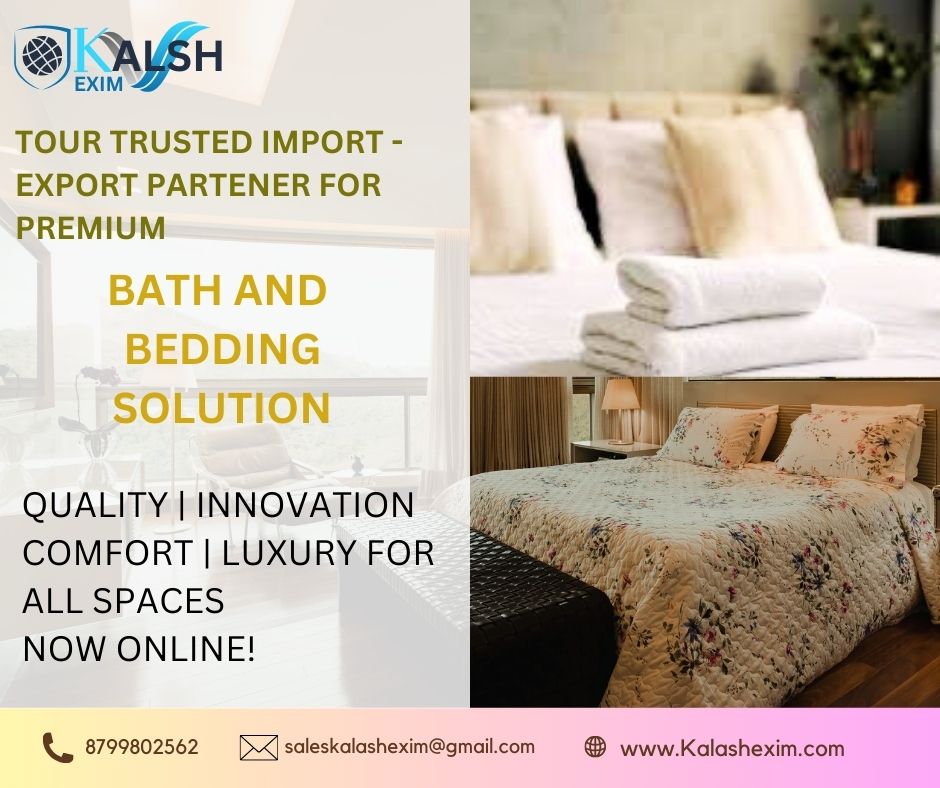 KALSH
EXIM
TOUR TRUSTED IMPORT -
EXPORT PARTENER FOR
PREMIUM
BATH AND
BEDDING
SOLUTION
QUALITY | INNOVATION
COMFORT | LUXURY FOR
ALL SPACES
NOW ONLINE!
8799802562
saleskalashexim@gmail.com
www.Kalashexim.com